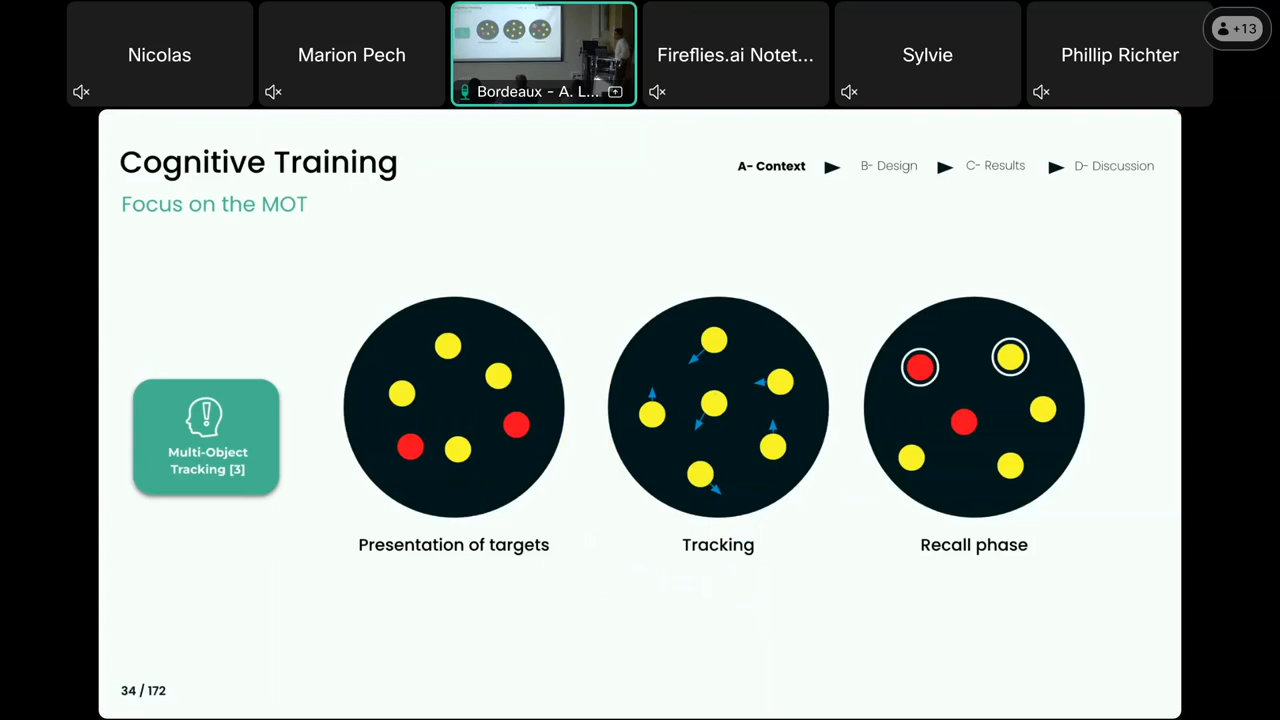 Nicolas
Marion Pech
Bordeaux - A. L...
Fireflies.ai Notet...
Sylvie
Phillip Richter
+13
Cognitive Training
Focus on the MOT
A- Context
B- Design
C- Results
D- Discussion
Multi-Object
Tracking [3]
Presentation of targets
Tracking
Recall phase
34 / 172